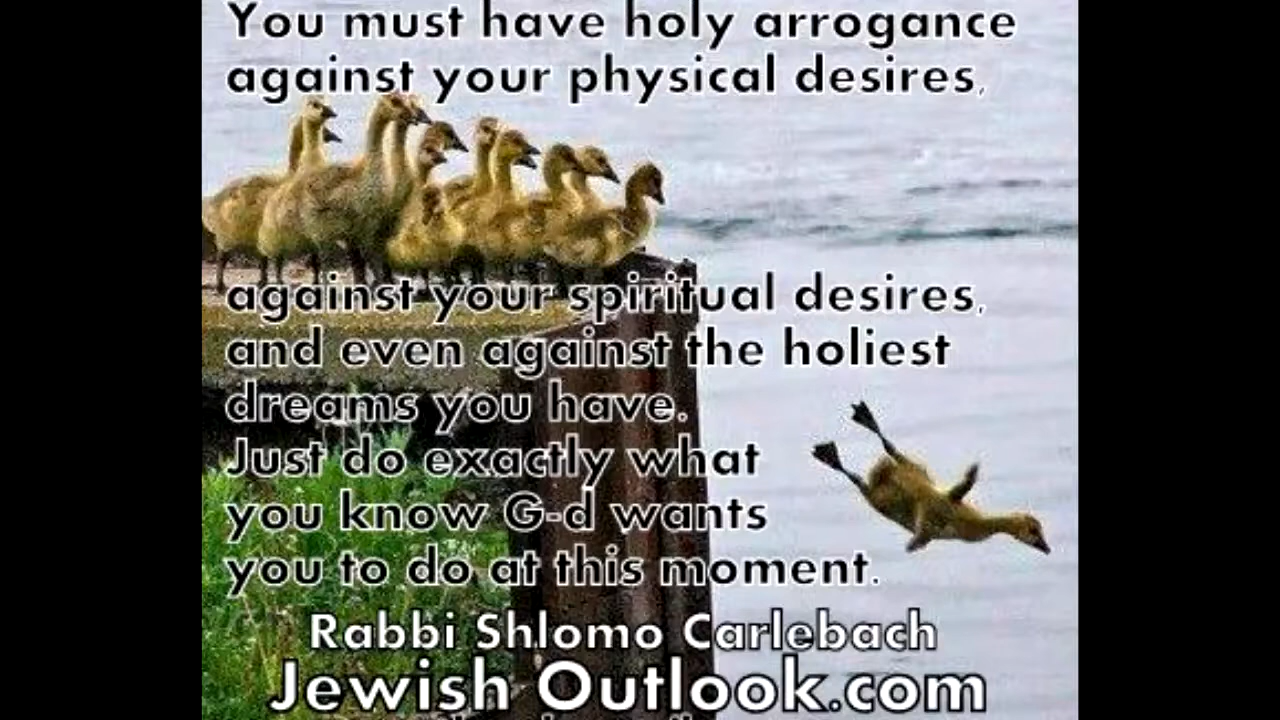 You must have holy arrogance
against your physical desires,
against your spiritual desires,
and even against the holiest
dreams you have.
Just do exactly what
you know G-d wants
you to do at this moment.
Rabbi Shlomo Carlebach
Jewish Outlook.com